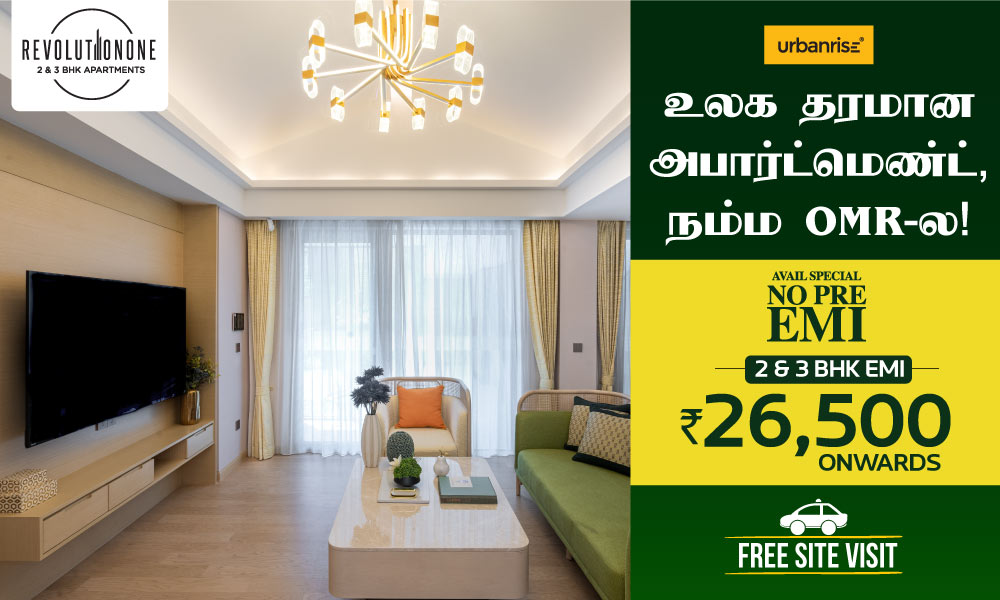 REVOLUTIONONE
2 & 3 BHK APARTMENTS
urbanrise®
உலக தரமான
அபார்ட்மெண்ட்,
நம்ம OMR-ல!
AVAIL SPECIAL
NO PRE
EMI
2 & 3 BHK EMI
₹26,500
ONWARDS
FREE SITE VISIT